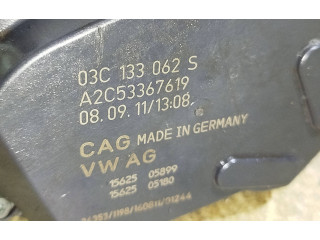 03C 133 062 S
A2C53367619
08.09.11/13:08
CAG MADE IN GERMANY
VW AG
15625 05899
15625 05180